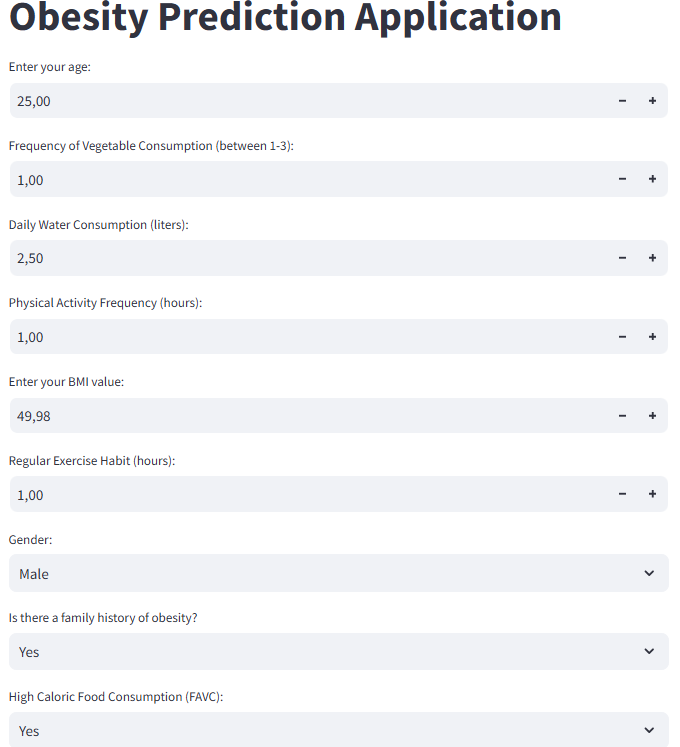 Obesity Prediction Application
Enter your age:
25,00
Frequency of Vegetable Consumption (between 1-3):
1,00
Daily Water Consumption (liters):
2,50
Physical Activity Frequency (hours):
1,00
Enter your BMI value:
49,98
Regular Exercise Habit (hours):
1,00
Gender:
Male
Is there a family history of obesity?
Yes
High Caloric Food Consumption (FAVC):
Yes